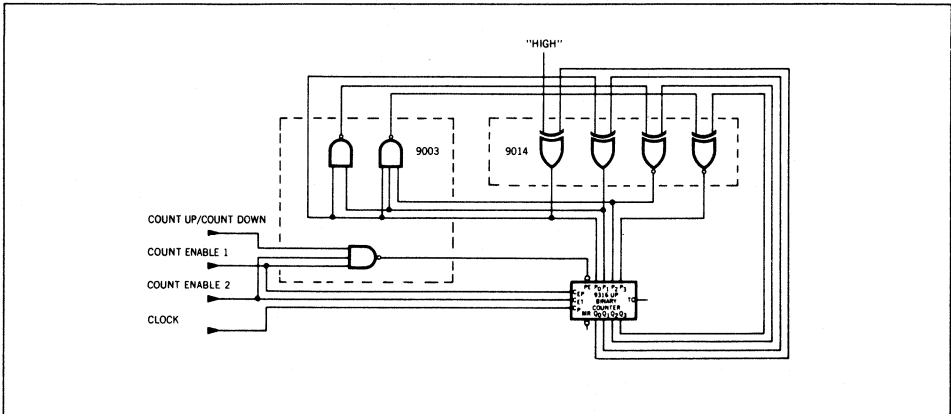 "HIGH"
9003
9014
COUNT UP/COUNT DOWN
COUNT ENABLE 1
COUNT ENABLE 2
CLOCK
PE P0 P1 P2 P3
EP 9316 UP
ET BINARY TC
P COUNTER
MR Q0 Q1 Q2 Q3